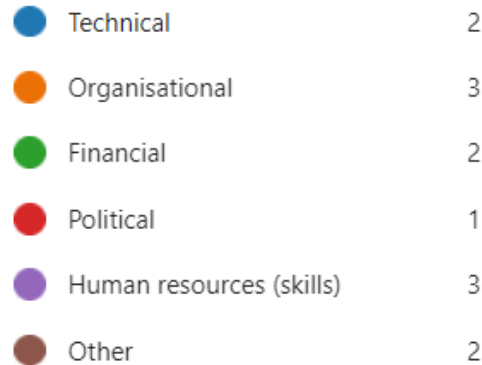 Technical 2
Organisational 3
Financial 2
Political 1
Human resources (skills) 3
Other 2